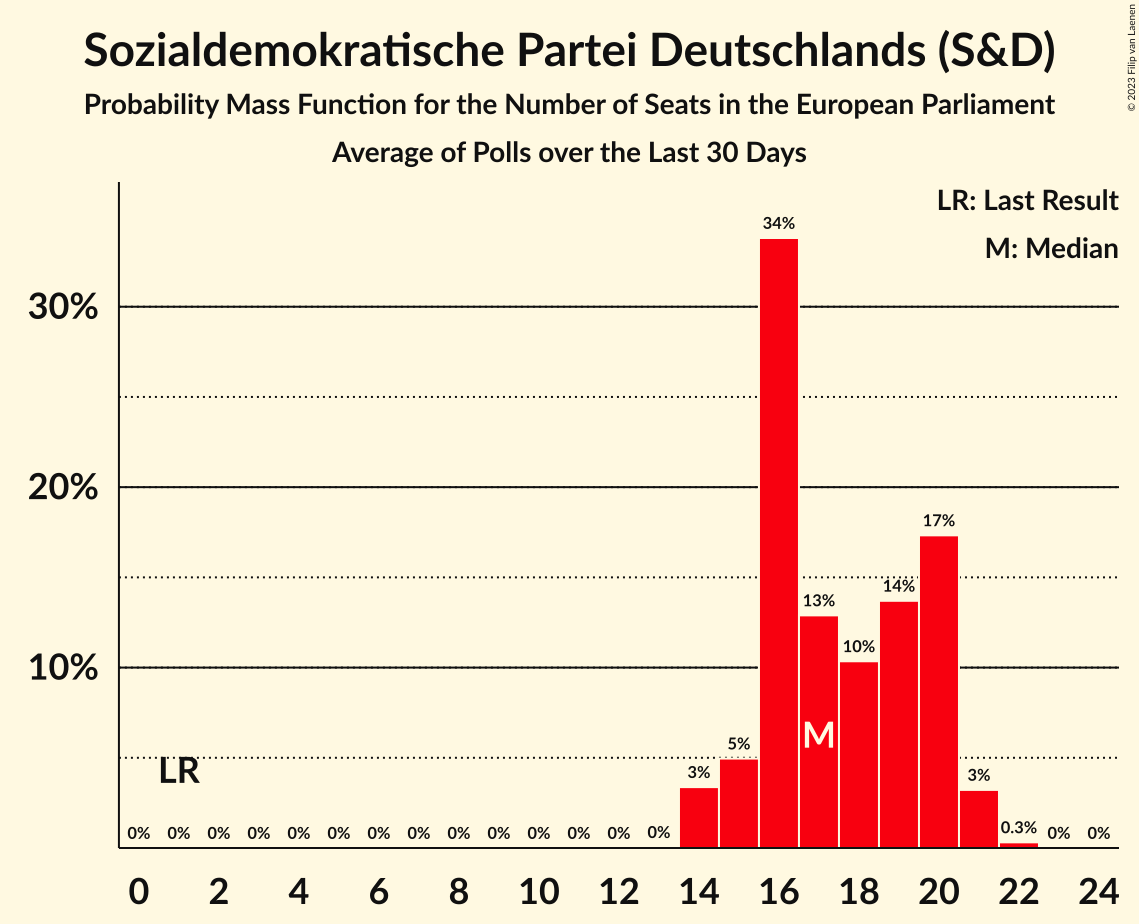 Sozialdemokratische Partei Deutschlands (S&D)
Probability Mass Function for the Number of Seats in the European Parliament
Average of Polls over the Last 30 Days
© 2023 Filip van Laenen
LR: Last Result
M: Median
34%
30%
20%
17%
14%
13%
10%
10%
M
5%
LR
3%
3%
0% 0% 0% 0% 0% 0% 0% 0% 0% 0% 0% 0% 0% 0% 0.3% 0% 0%
0 2 4 6 8 10 12 14 16 18 20 22 24